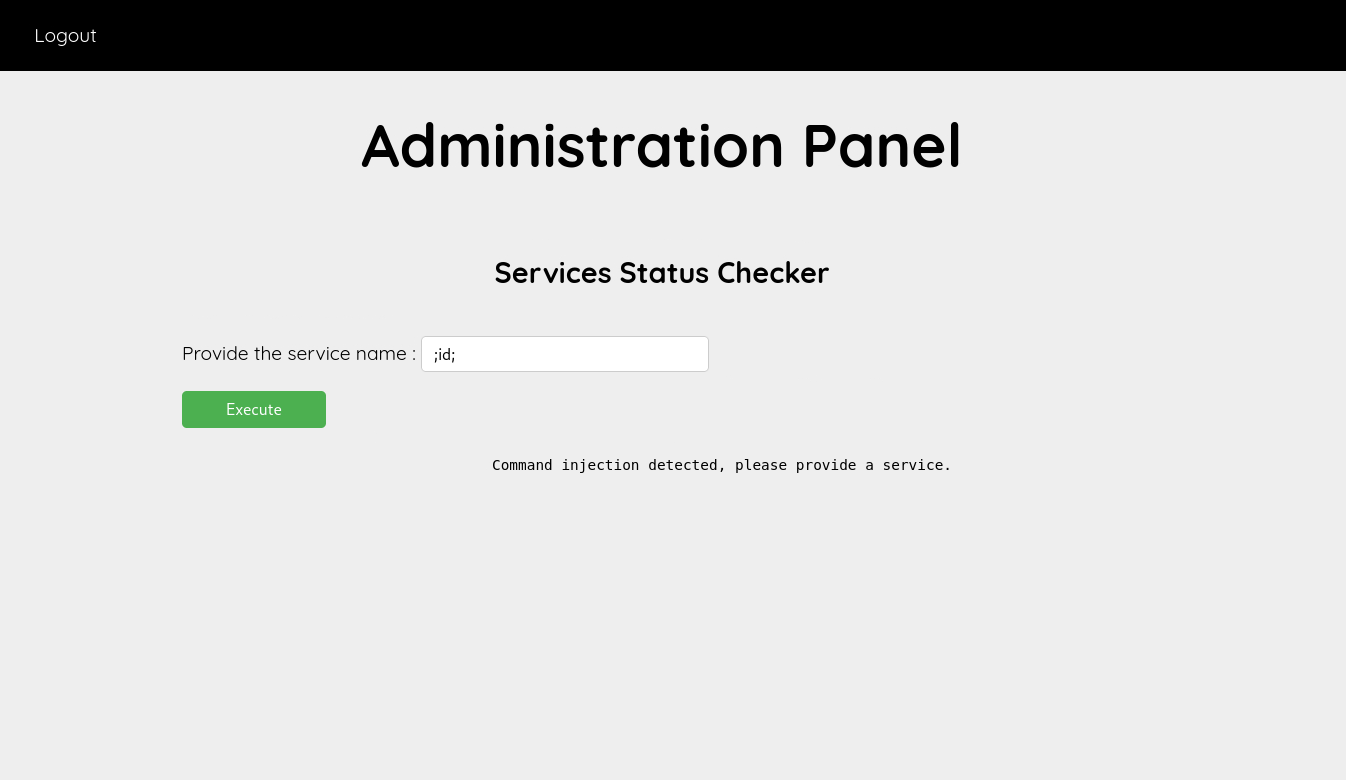 Logout
Administration Panel
Services Status Checker
Provide the service name : ;id;
Execute
Command injection detected, please provide a service.